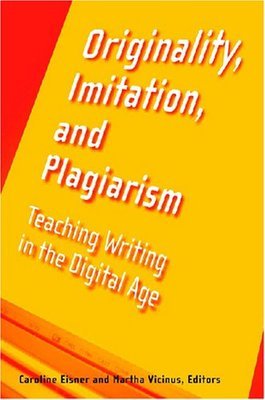 Originality,
Imitation,
and
Plagiarism
Teaching Writing
in the Digital Age
Caroline Eisner and Martha Vicinus, Editors